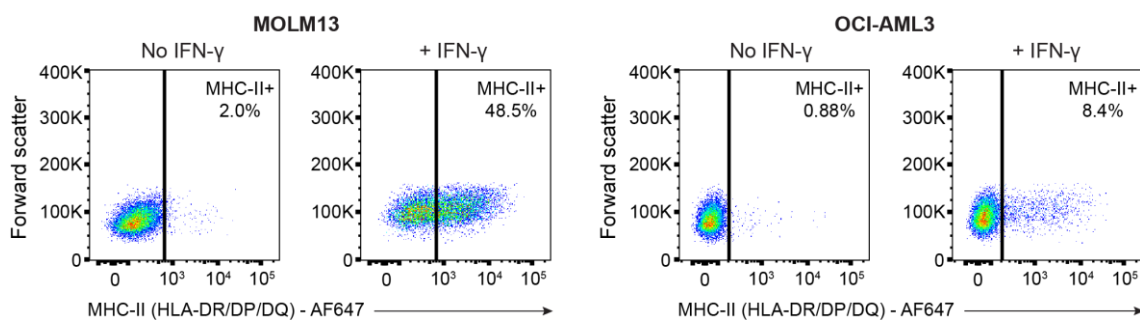 MOLM13
No IFN-γ
+ IFN-γ
400K
300K
200K
100K
0
Forward scatter
MHC-II+
2.0%
0
10³
10⁴
10⁵
400K
300K
200K
100K
0
MHC-II+
48.5%
0
10³
10⁴
10⁵
MHC-II (HLA-DR/DP/DQ) - AF647
OCI-AML3
No IFN-γ
+ IFN-γ
400K
300K
200K
100K
0
Forward scatter
MHC-II+
0.88%
0
10³
10⁴
10⁵
400K
300K
200K
100K
0
MHC-II+
8.4%
0
10³
10⁴
10⁵
MHC-II (HLA-DR/DP/DQ) - AF647